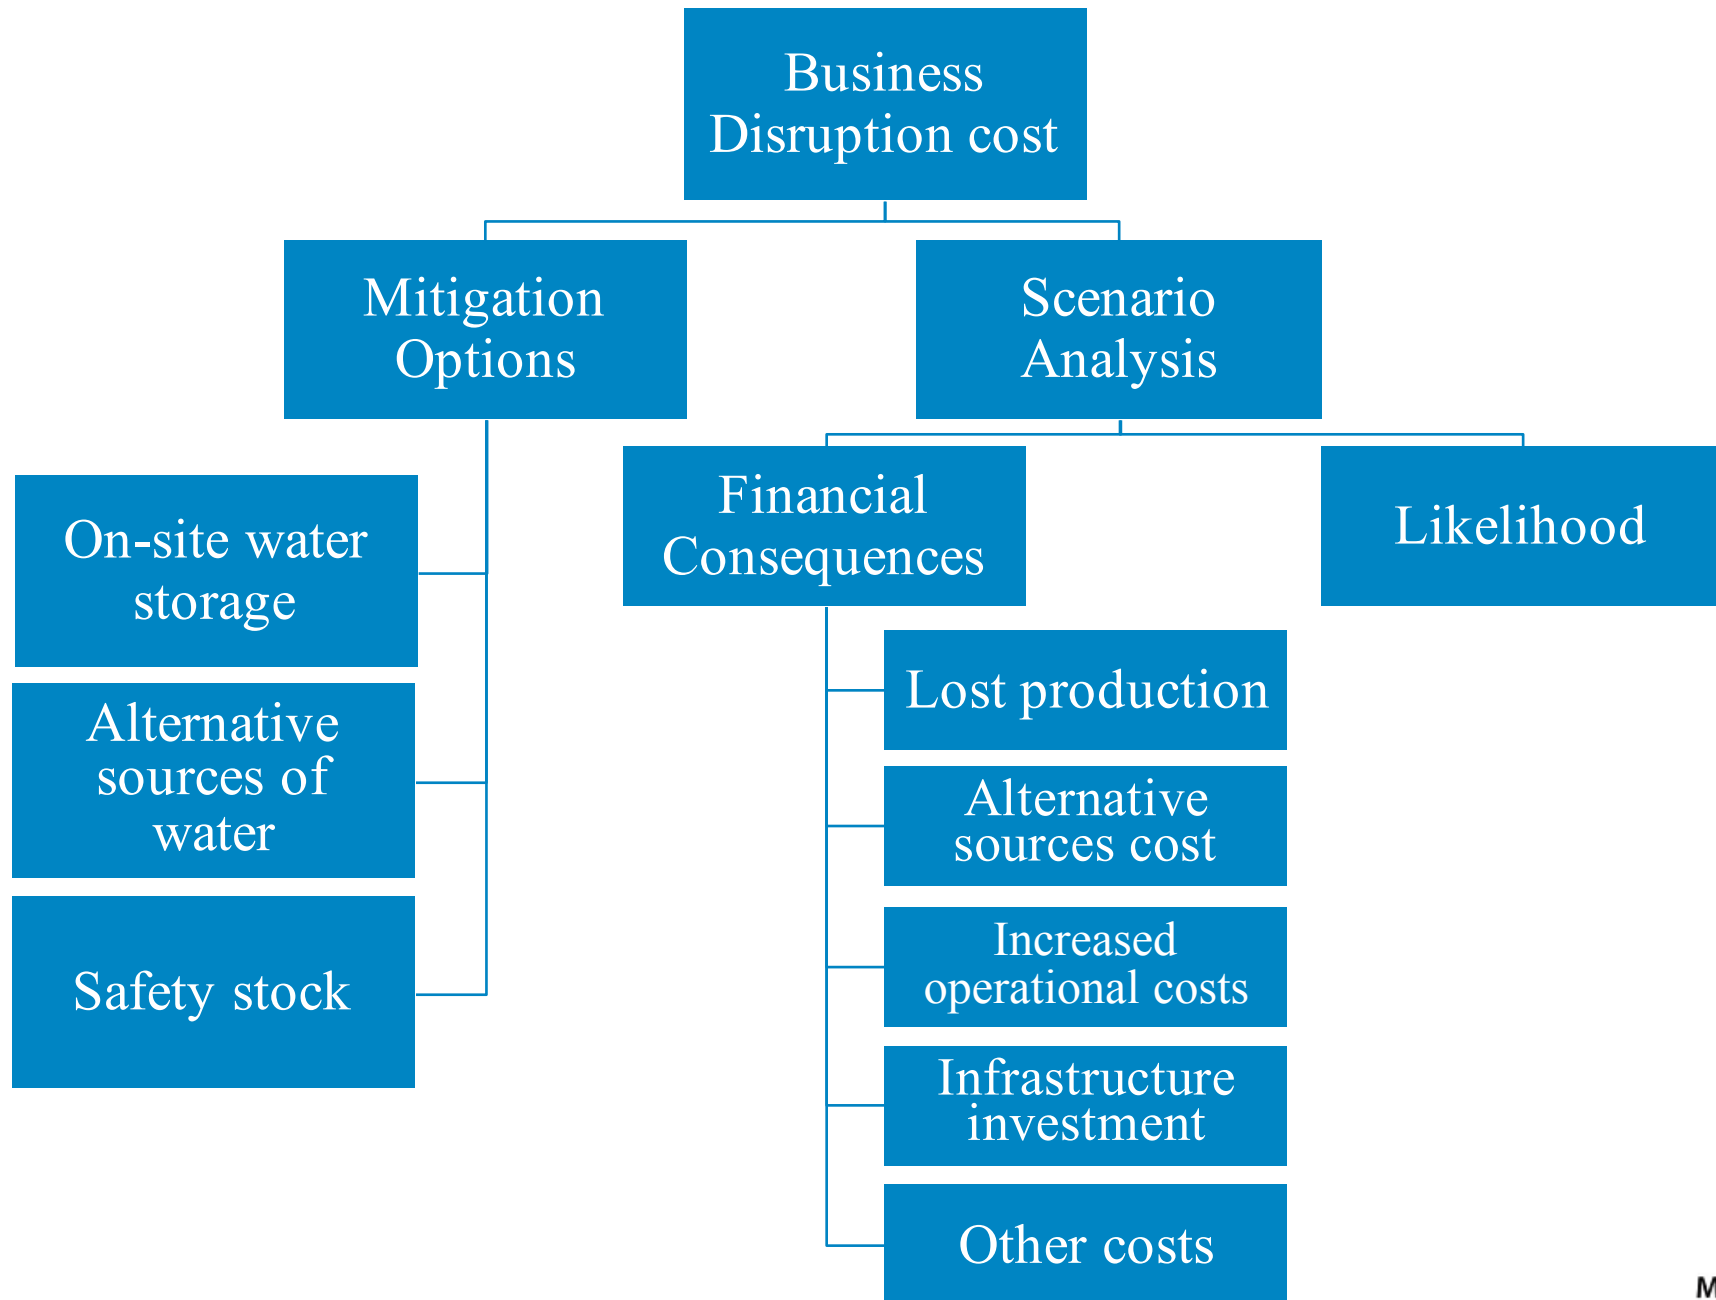 Business
Disruption cost
Mitigation
Options
Scenario
Analysis
On-site water
storage
Alternative
sources of
water
Safety stock
Financial
Consequences
Likelihood
Lost production
Alternative
sources cost
Increased
operational costs
Infrastructure
investment
Other costs
M